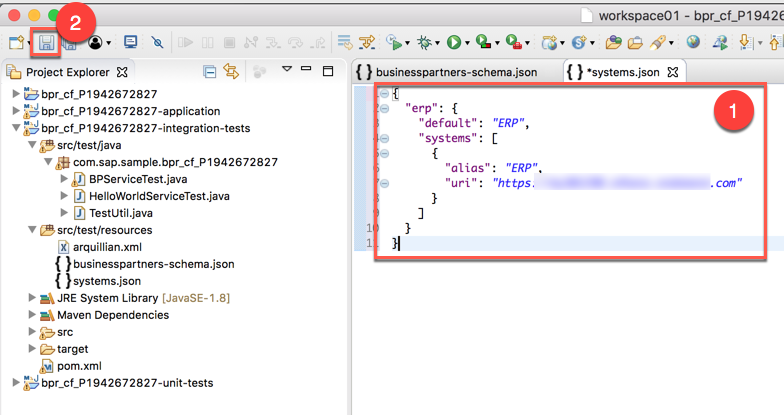 workspace01 - bpr_cf_P1942672
2
Project Explorer
businesspartners-schema.json
*systems.json
bpr_cf_P1942672827
bpr_cf_P1942672827-application
bpr_cf_P1942672827-integration-tests
src/test/java
com.sap.sample.bpr_cf_P1942672827
BPServiceTest.java
HelloWorldServiceTest.java
TestUtil.java
src/test/resources
arquillian.xml
businesspartners-schema.json
systems.json
JRE System Library [JavaSE-1.8]
Maven Dependencies
src
target
pom.xml
bpr_cf_P1942672827-unit-tests
1
1 {
2 "erp": {
3 "default": "ERP",
4 "systems": [
5 {
6 "alias": "ERP",
7 "uri": "https: .com"
8 }
9 ]
10 }
11 }